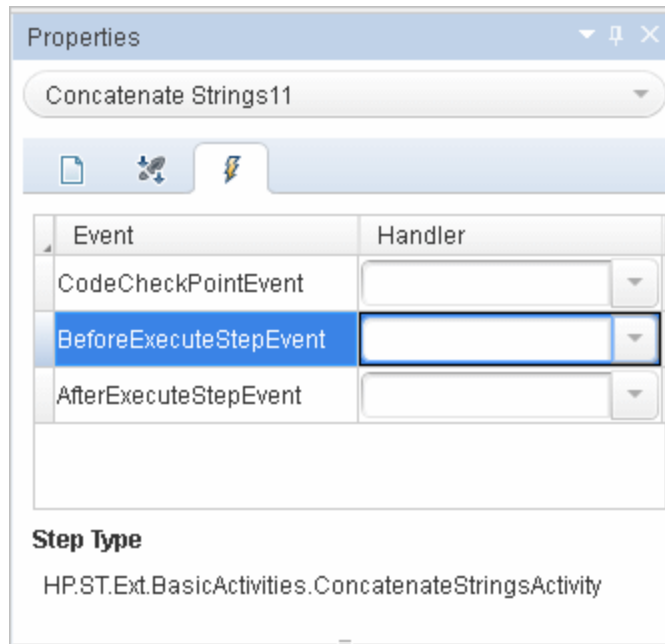 Properties
Concatenate Strings11
Event Handler
CodeCheckPointEvent
BeforeExecuteStepEvent
AfterExecuteStepEvent
Step Type
HP.ST.Ext.BasicActivities.ConcatenateStringsActivity